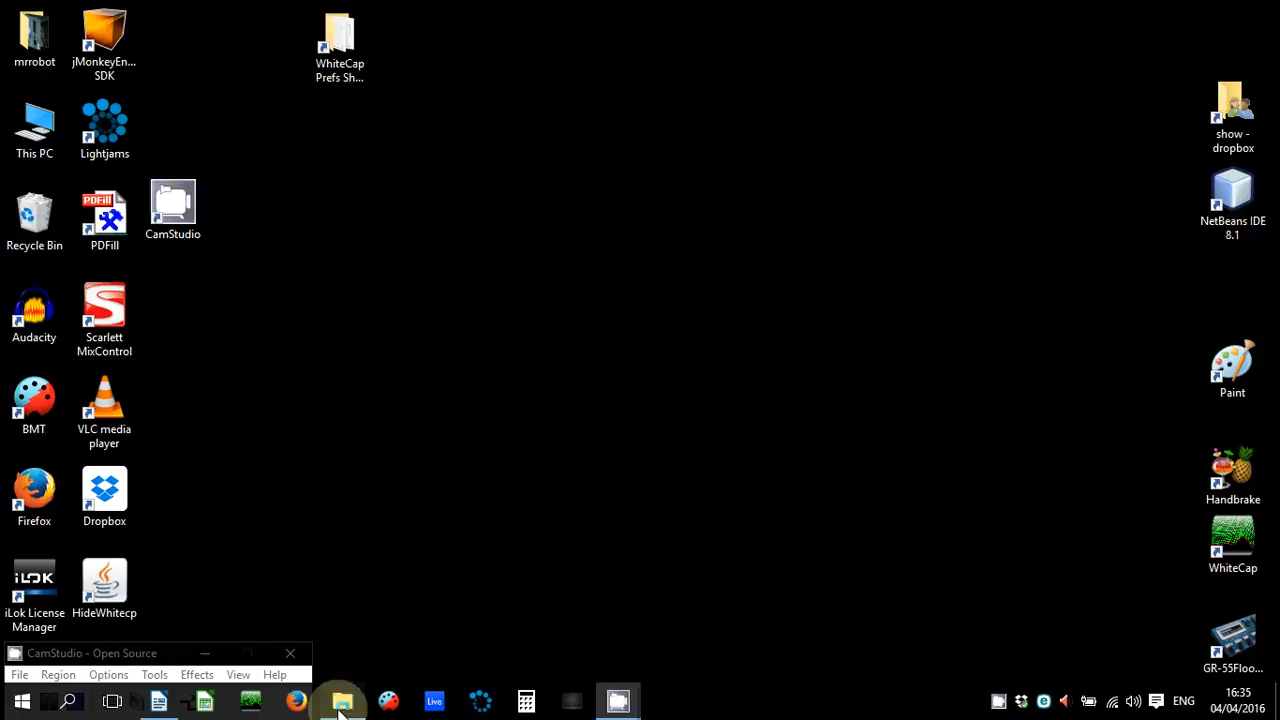 mrrobot
jMonkeyEn...
SDK
WhiteCap
Prefs Sh...
This PC
Lightjams
show -
dropbox
Recycle Bin
PDFill
PDFill
CamStudio
NetBeans IDE
8.1
Audacity
Scarlett
MixControl
BMT
VLC media
player
Paint
Firefox
Dropbox
Handbrake
WhiteCap
iLOK
iLok License
Manager
HideWhitecp
GR-55Floo...
CamStudio - Open Source
File Region Options Tools Effects View Help
Live
ENG
16:35
04/04/2016